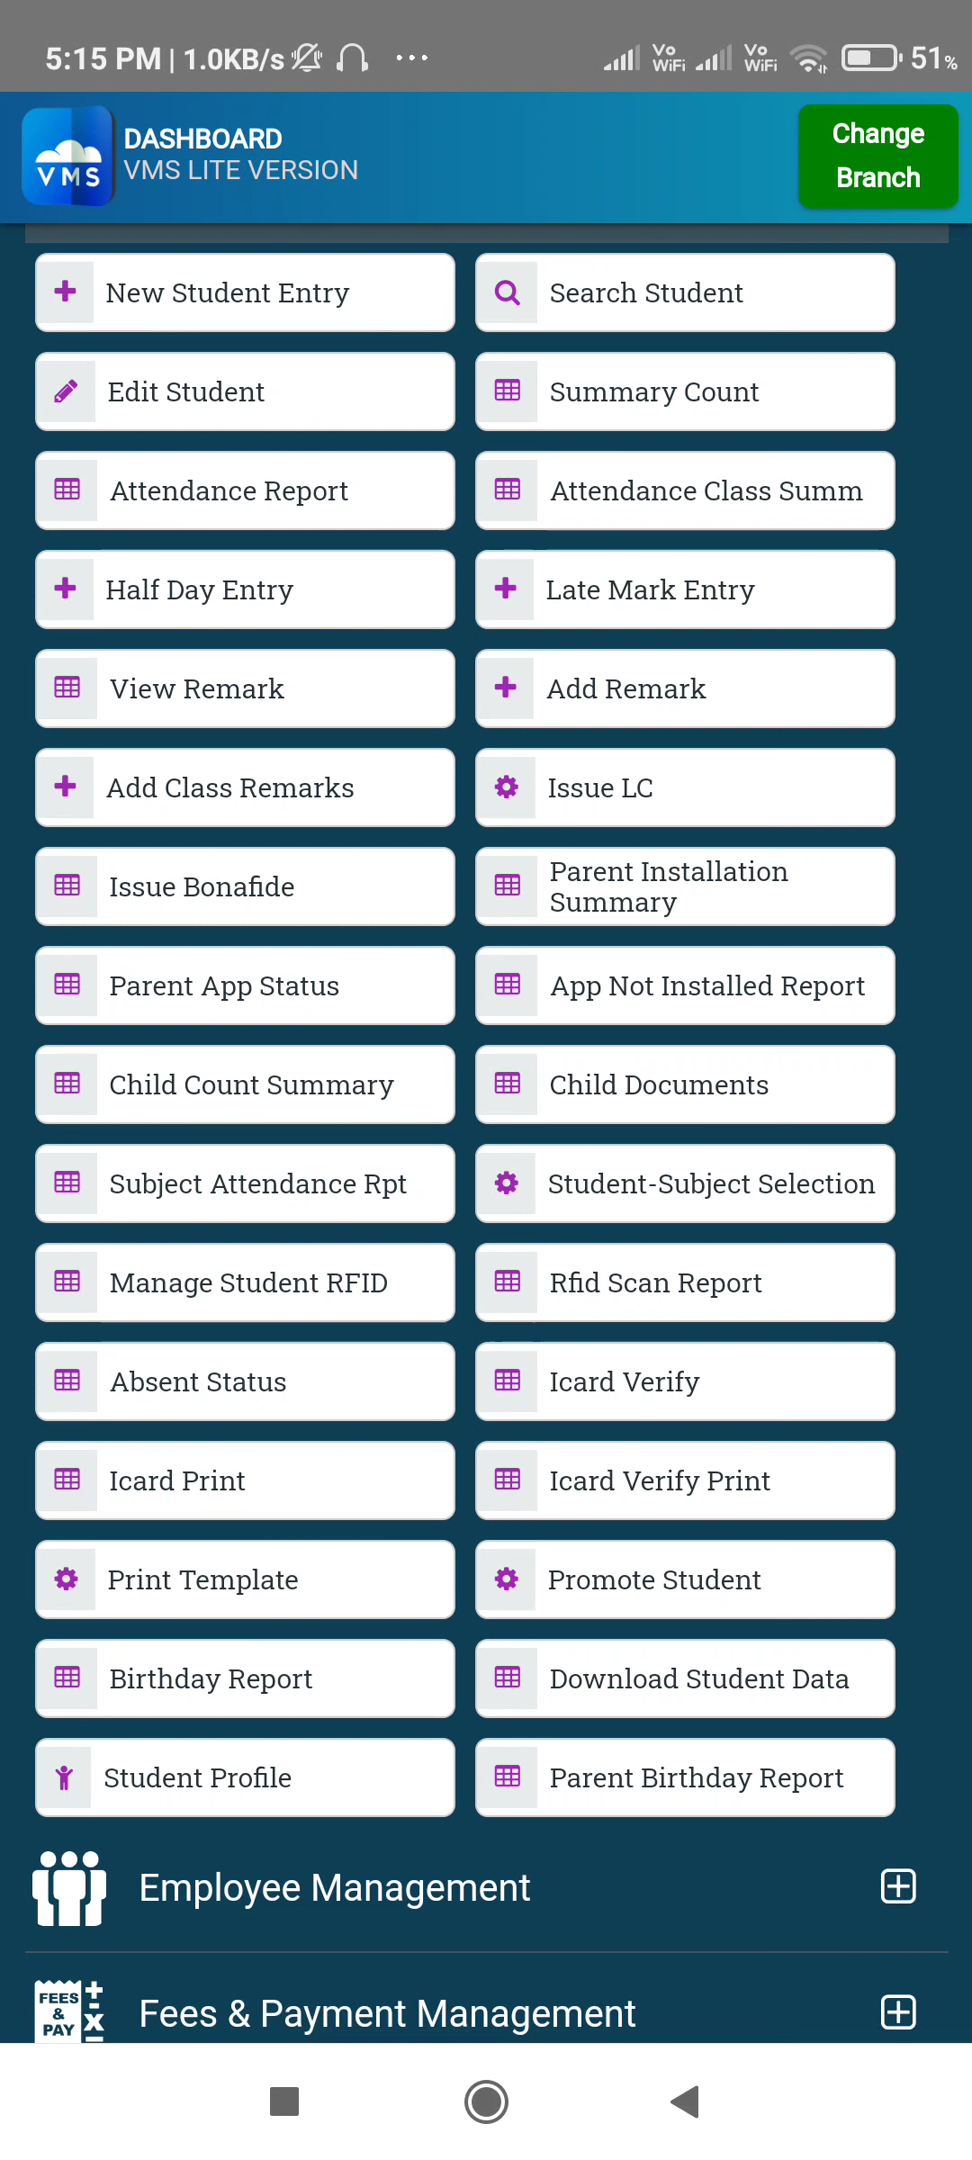 5:15 PM | 1.0KB/s ... Vo WiFi Vo WiFi 51%
VMS
DASHBOARD
VMS LITE VERSION
Change
Branch
New Student Entry
Search Student
Edit Student
Summary Count
Attendance Report
Attendance Class Summ
Half Day Entry
Late Mark Entry
View Remark
Add Remark
Add Class Remarks
Issue LC
Issue Bonafide
Parent Installation
Summary
Parent App Status
App Not Installed Report
Child Count Summary
Child Documents
Subject Attendance Rpt
Student-Subject Selection
Manage Student RFID
Rfid Scan Report
Absent Status
Icard Verify
Icard Print
Icard Verify Print
Print Template
Promote Student
Birthday Report
Download Student Data
Student Profile
Parent Birthday Report
Employee Management
FEES
&
PAY
Fees & Payment Management